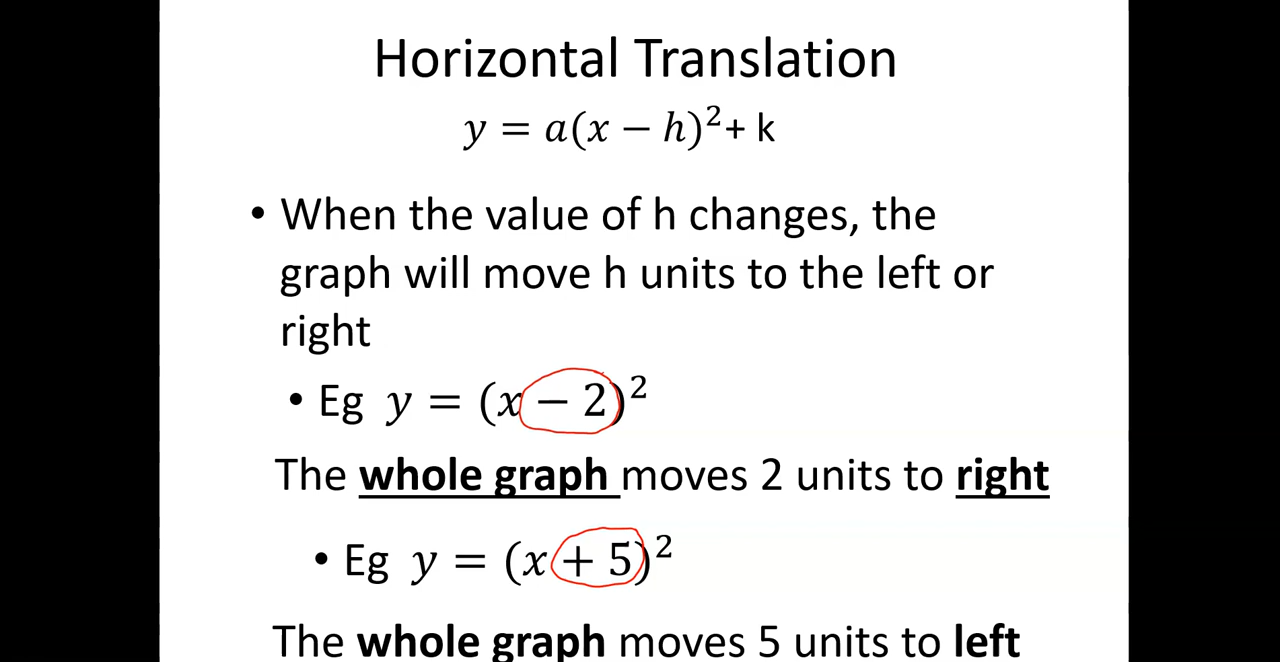 Horizontal Translation
y = a(x − h)²+ k
• When the value of h changes, the
graph will move h units to the left or
right
• Eg y = (x − 2)²
The whole graph moves 2 units to right
• Eg y = (x + 5)²
The whole graph moves 5 units to left